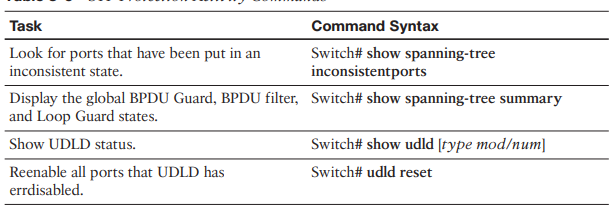 Task Command Syntax
Look for ports that have been put in an Switch# show spanning-tree
inconsistent state. inconsistentports
Display the global BPDU Guard, BPDU filter, Switch# show spanning-tree summary
and Loop Guard states.
Show UDLD status. Switch# show udld [type mod/num]
Reenable all ports that UDLD has Switch# udld reset
errdisabled.